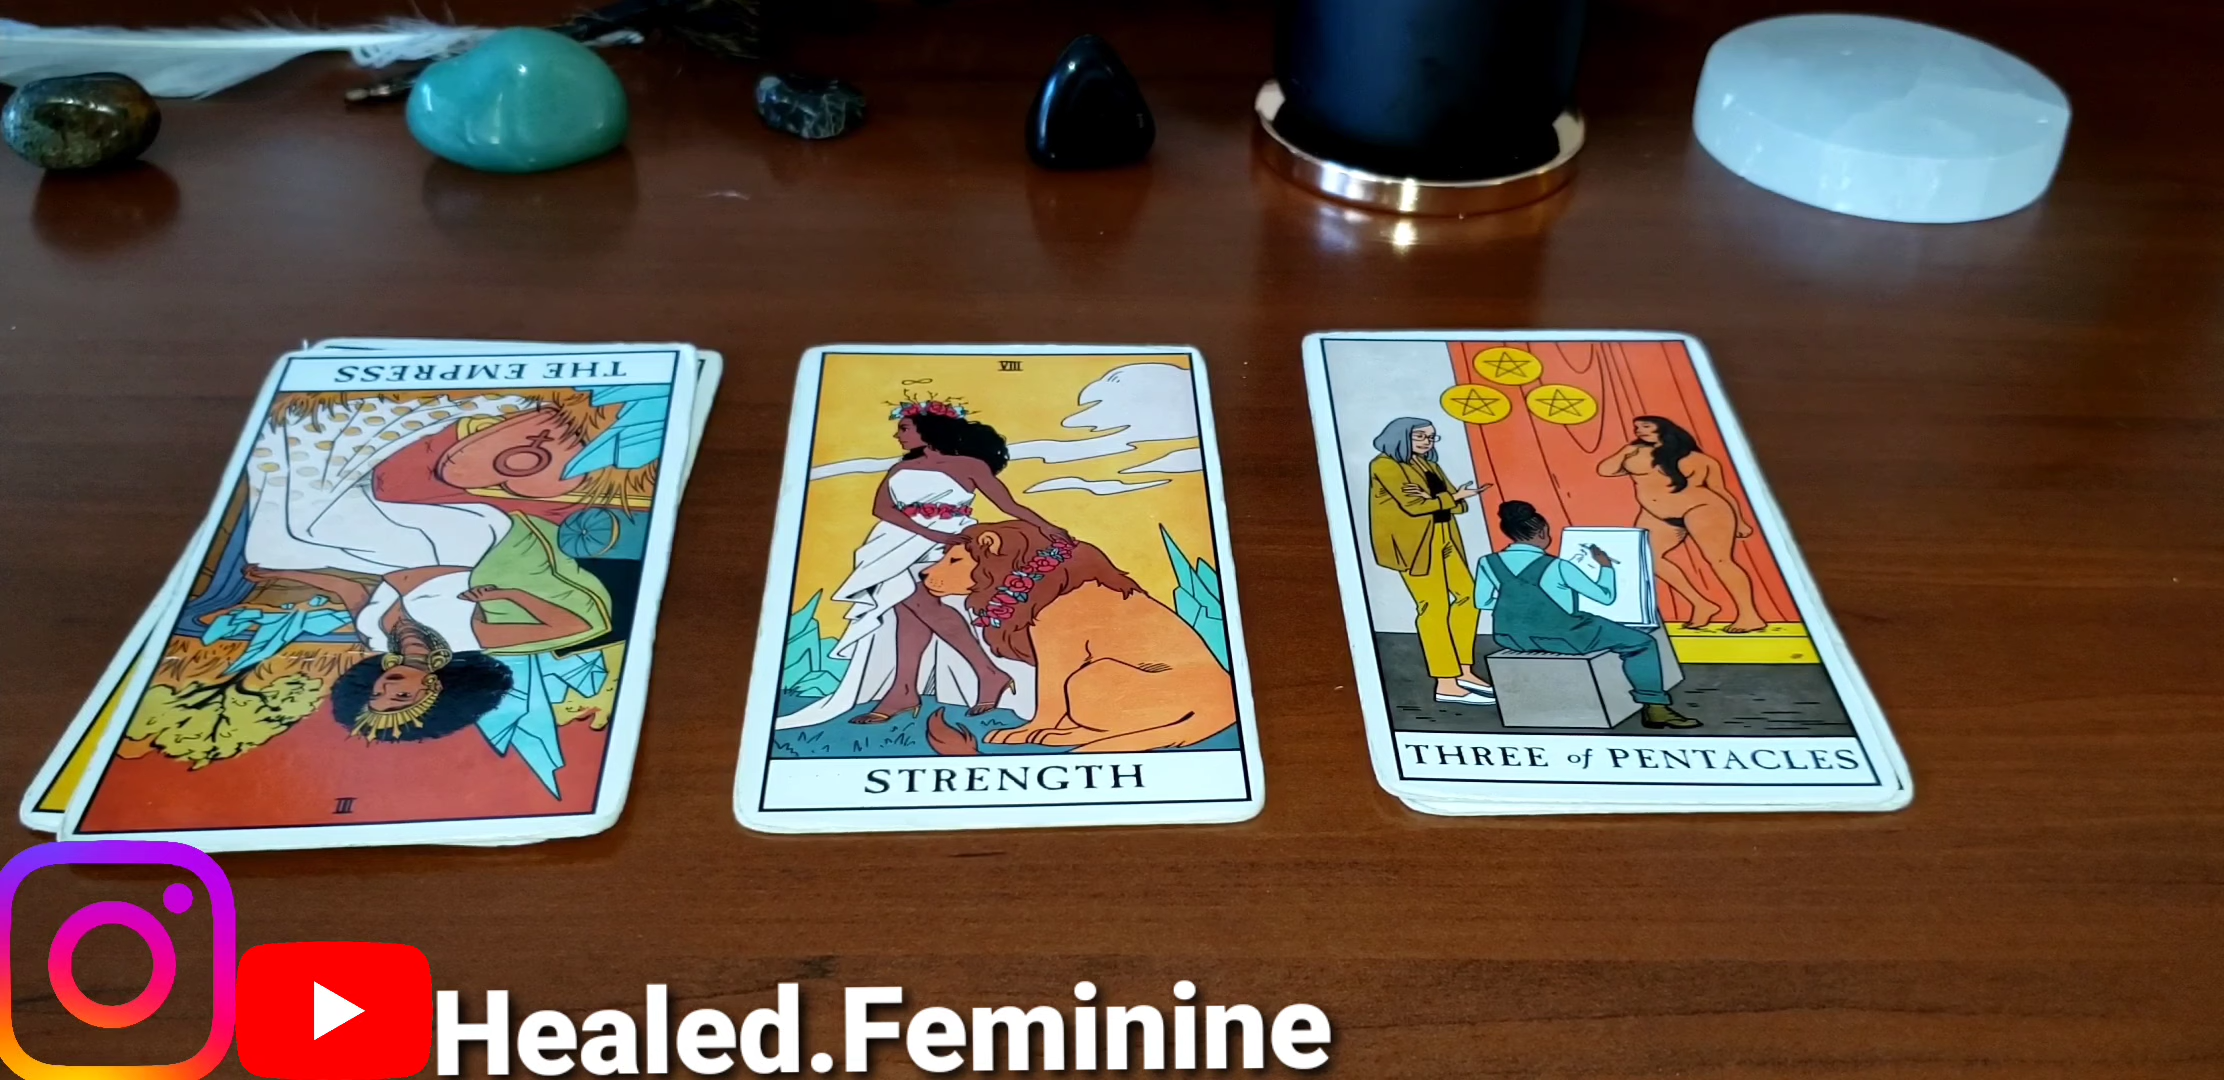 THE EMPRESS
III
VIII
STRENGTH
THREE of PENTACLES
Healed.Feminine